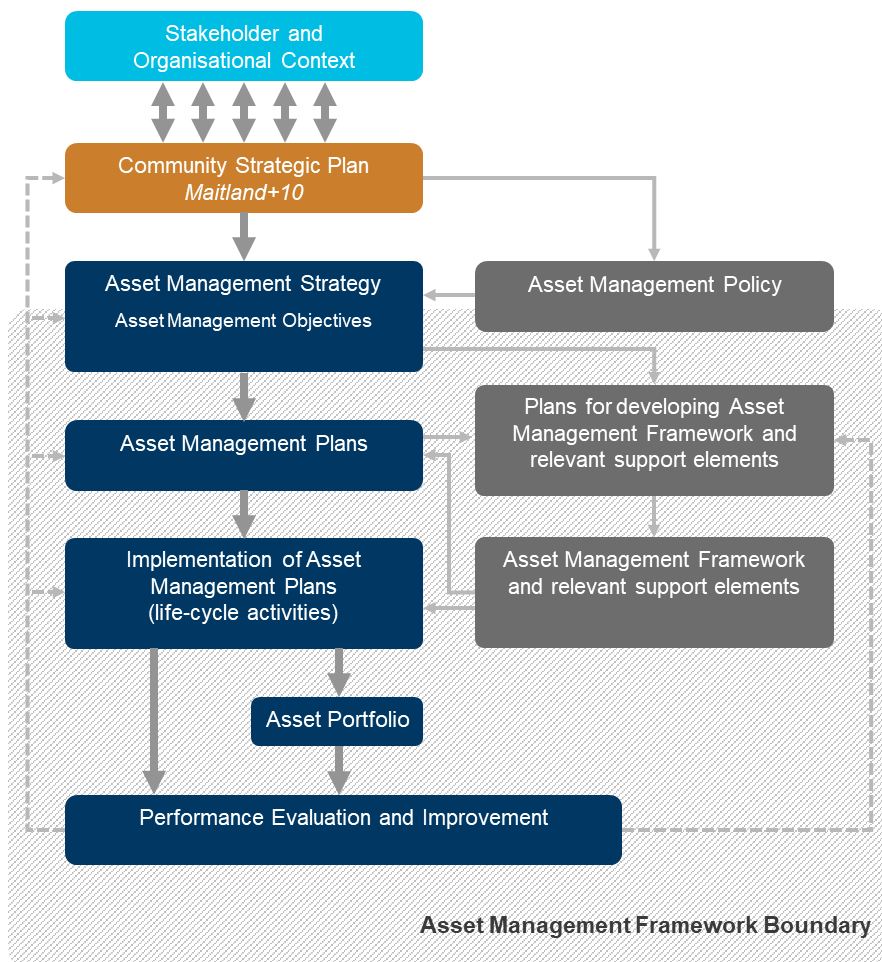 Stakeholder and
Organisational Context
Community Strategic Plan
Maitland+10
Asset Management Strategy
Asset Management Objectives
Asset Management Policy
Plans for developing Asset
Management Framework and
relevant support elements
Asset Management Plans
Implementation of Asset
Management Plans
(life-cycle activities)
Asset Management Framework
and relevant support elements
Asset Portfolio
Performance Evaluation and Improvement
Asset Management Framework Boundary